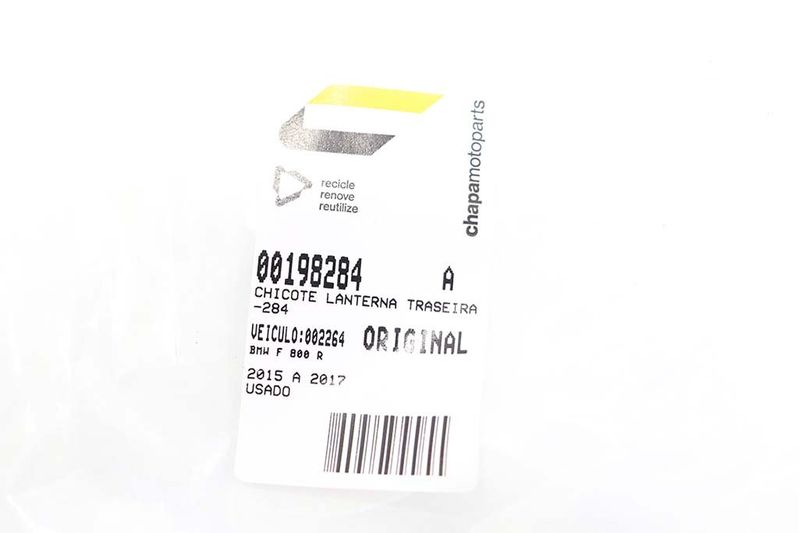 chapamotoparts
recicle
renove
reutilize
00198284 A
CHICOTE LANTERNA TRASEIRA
-284
VEICULO:002264 ORIGINAL
BMW F 800 R
2015 A 2017
USADO